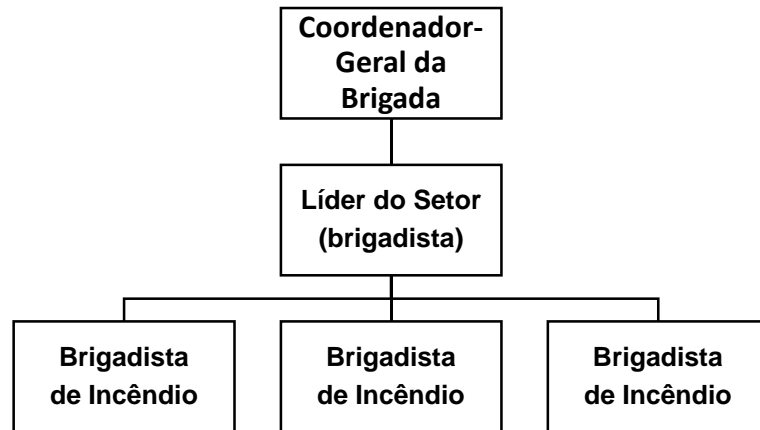 Coordenador-
Geral da
Brigada
Líder do Setor
(brigadista)
Brigadista
de Incêndio
Brigadista
de Incêndio
Brigadista
de Incêndio